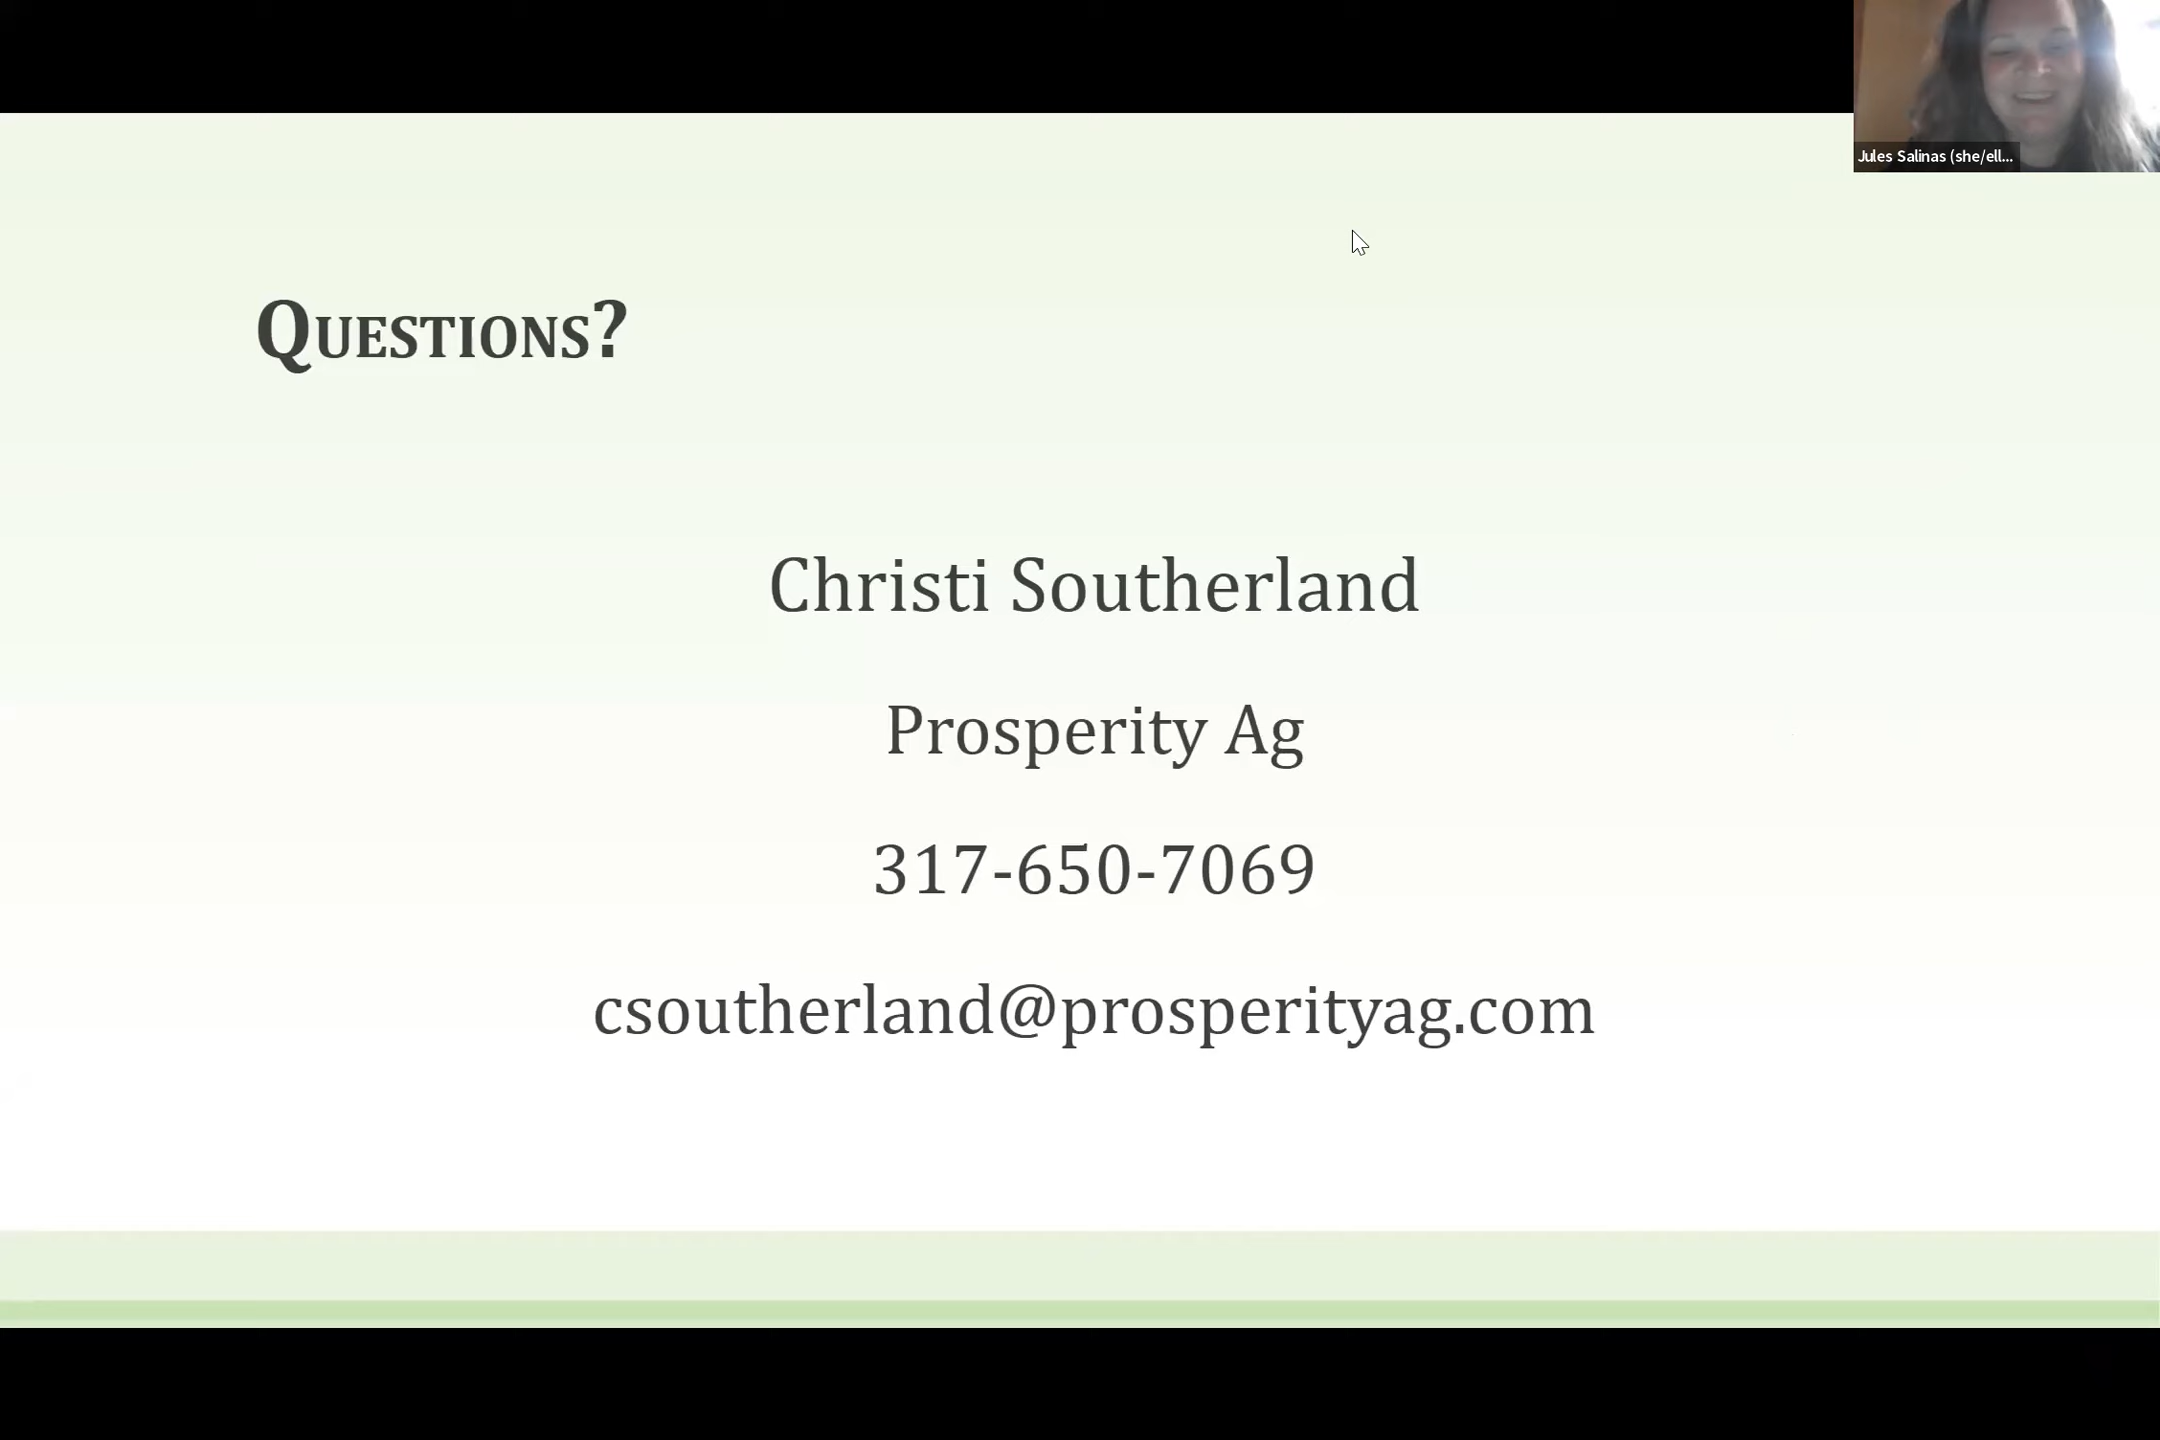 Jules Salinas (she/ell...
Questions?
Christi Southerland
Prosperity Ag
317-650-7069
csoutherland@prosperityag.com